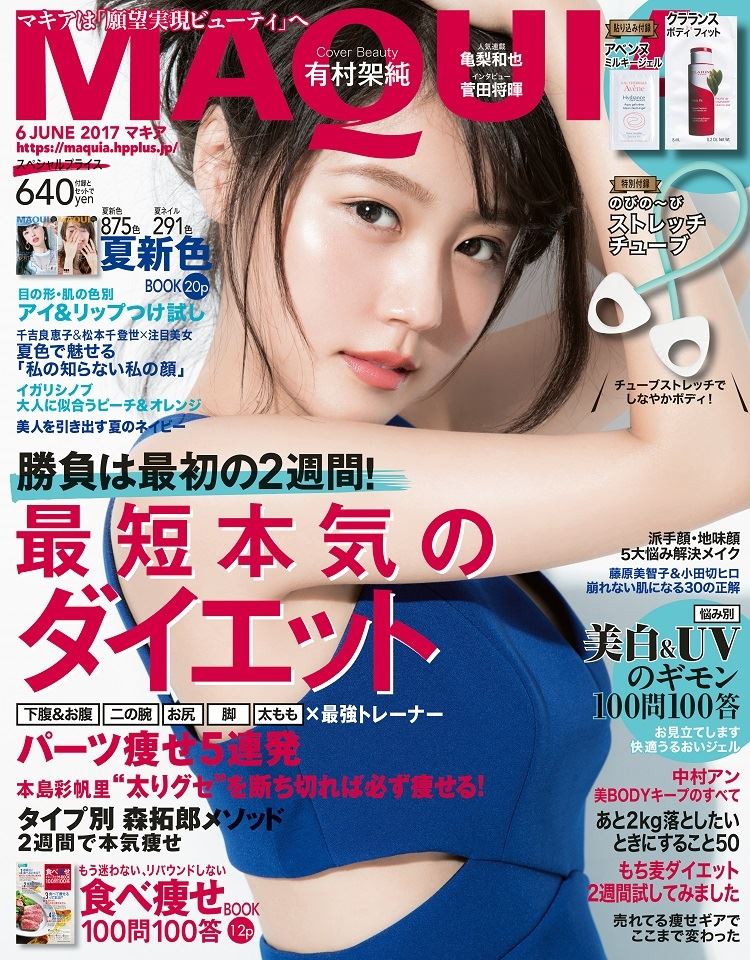 マキアは「願望実現ビューティ」へ
MAQUIA
Cover Beauty
有村架純
人気連載
亀梨和也
インタビュー
菅田将暉
貼り込み付録
アベンヌ
ミルキージェル
クラランス
ボディ フィット
Avène
Hydrance
CLARINS
6 JUNE 2017 マキア
https://maquia.hpplus.jp/
スペシャルプライス
640yen
付録と
セットで
特別付録
のびの〜び
ストレッチ
チューブ
チューブストレッチで
しなやかボディ!
夏新色
875色
夏ネイル
291色
夏新色
BOOK 20p
目の形・肌の色別
アイ&リップつけ試し
千吉良恵子&松本千登世×注目美女
夏色で魅せる
「私の知らない私の顔」
イガリシノブ
大人に似合うピーチ&オレンジ
美人を引き出す夏のネイビー
勝負は最初の2週間!
最短本気の
ダイエット
下腹&お腹 二の腕 お尻 脚 太もも ×最強トレーナー
パーツ痩せ5連発
本島彩帆里“太りグセ”を断ち切れば必ず痩せる!
タイプ別 森拓郎メソッド
2週間で本気痩せ
もう迷わない、リバウンドしない
食べ痩せBOOK
100問100答 12p
派手顔・地味顔
5大悩み解決メイク
藤原美智子&小田切ヒロ
崩れない肌になる30の正解
悩み別
美白&UV
のギモン
100問100答
お見立てします
快適うるおいジェル
中村アン
美BODYキープのすべて
あと2kg落としたい
ときにすること50
もち麦ダイエット
2週間試してみました
売れてる痩せギアで
ここまで変わった